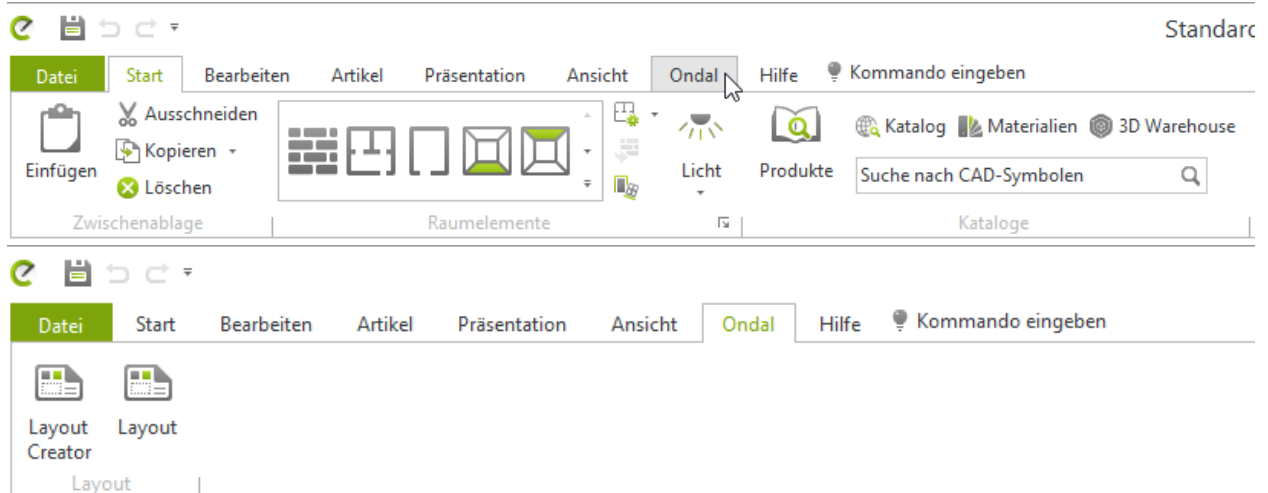 Standard
Datei Start Bearbeiten Artikel Präsentation Ansicht Ondal Hilfe Kommando eingeben
Ausschneiden
Kopieren
Löschen
Einfügen
Licht
Produkte
Katalog Materialien 3D Warehouse
Suche nach CAD-Symbolen
Zwischenablage Raumelemente Kataloge
Datei Start Bearbeiten Artikel Präsentation Ansicht Ondal Hilfe Kommando eingeben
Layout Creator
Layout
Layout